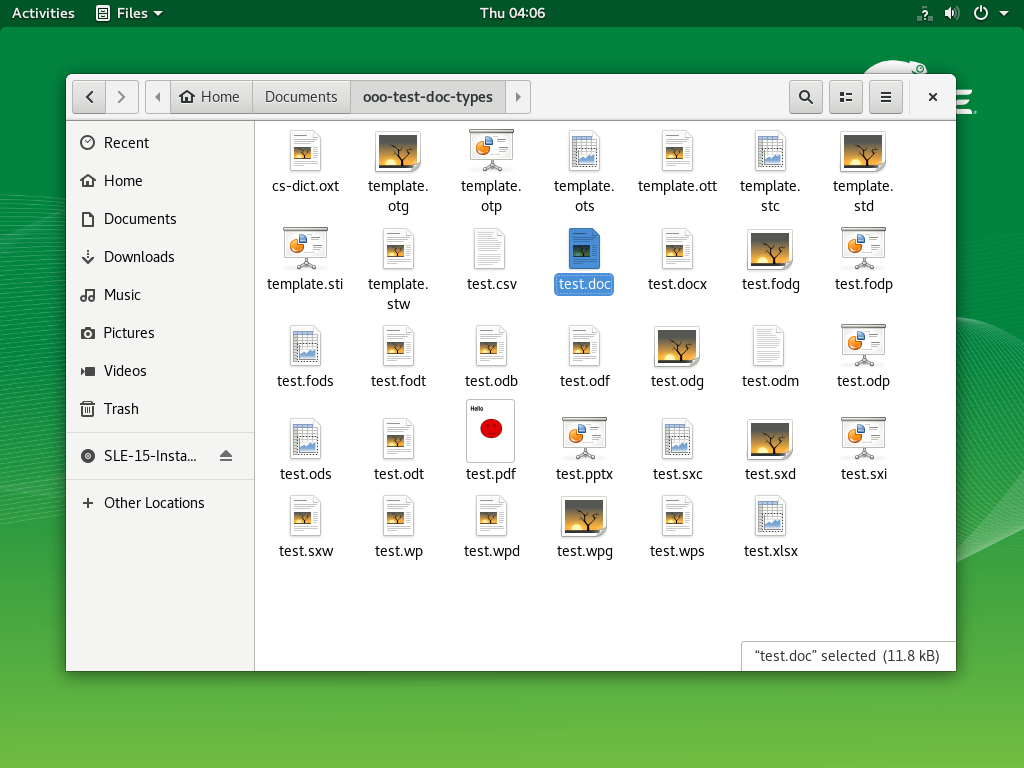 Activities Files Thu 04:06
Home Documents ooo-test-doc-types
Recent
Home
Documents
Downloads
Music
Pictures
Videos
Trash
SLE-15-Insta...
Other Locations
cs-dict.oxt template. template. template. template.ott template. template.
otg otp ots stc std
template.sti template. test.csv test.doc test.docx test.fodg test.fodp
stw
test.fods test.fodt test.odb test.odf test.odg test.odm test.odp
Hello
test.ods test.odt test.pdf test.pptx test.sxc test.sxd test.sxi
test.sxw test.wp test.wpd test.wpg test.wps test.xlsx
“test.doc” selected (11.8 kB)